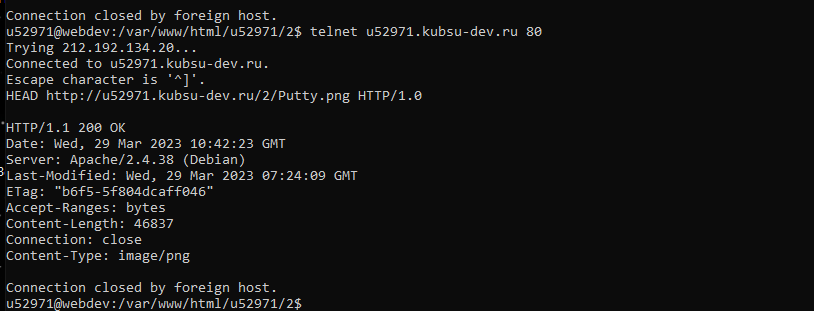 Connection closed by foreign host.
u52971@webdev:/var/www/html/u52971/2$ telnet u52971.kubsu-dev.ru 80
Trying 212.192.134.20...
Connected to u52971.kubsu-dev.ru.
Escape character is '^]'.
HEAD http://u52971.kubsu-dev.ru/2/Putty.png HTTP/1.0

HTTP/1.1 200 OK
Date: Wed, 29 Mar 2023 10:42:23 GMT
Server: Apache/2.4.38 (Debian)
Last-Modified: Wed, 29 Mar 2023 07:24:09 GMT
ETag: "b6f5-5f804dcaff046"
Accept-Ranges: bytes
Content-Length: 46837
Connection: close
Content-Type: image/png

Connection closed by foreign host.
u52971@webdev:/var/www/html/u52971/2$